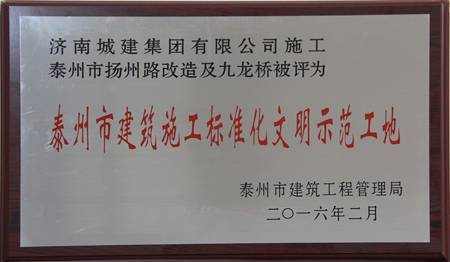 济南城建集团有限公司施工
泰州市扬州路改造及九龙桥被评为
泰州市建筑施工标准化文明示范工地
泰州市建筑工程管理局
二〇一六年二月